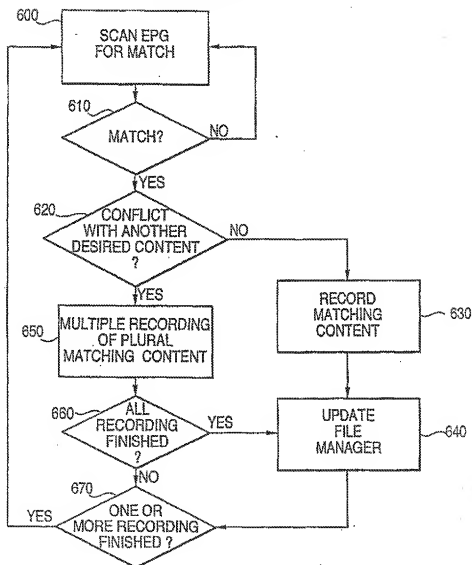 600
SCAN EPG
FOR MATCH
610
MATCH?
NO
YES
620
CONFLICT
WITH ANOTHER
DESIRED CONTENT
?
NO
YES
650
MULTIPLE RECORDING
OF PLURAL
MATCHING CONTENT
RECORD
MATCHING
CONTENT
630
660
ALL
RECORDING
FINISHED
?
YES
NO
UPDATE
FILE
MANAGER
640
670
ONE OR
MORE RECORDING
FINISHED ?
YES